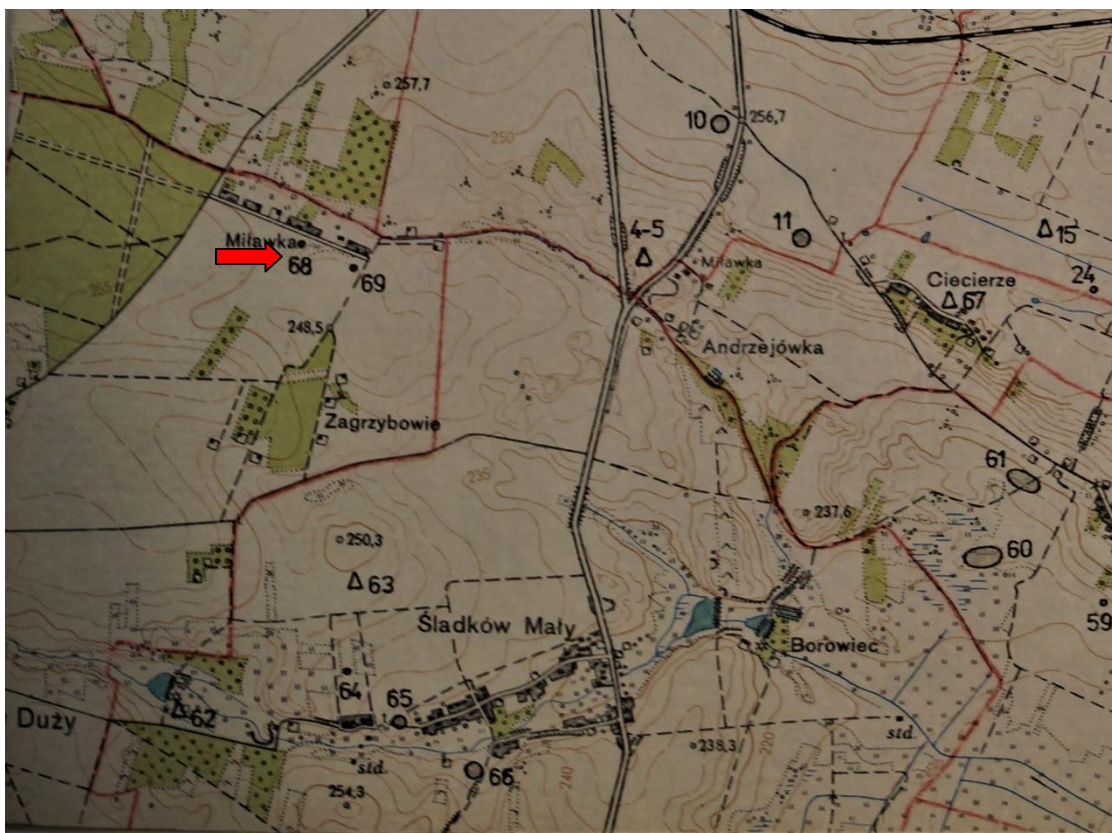 257,7
10
256,7
250
4-5
11
15
Miławka
68
69
Miławka
Ciecierze
67
24
255
248,5
Andrzejówka
Zagrzybowie
235
61
237,6
250,3
63
60
Śladków Mały
59
Borowiec
64
65
62
Duży
std.
66
238,3
220
std.
254,3
240